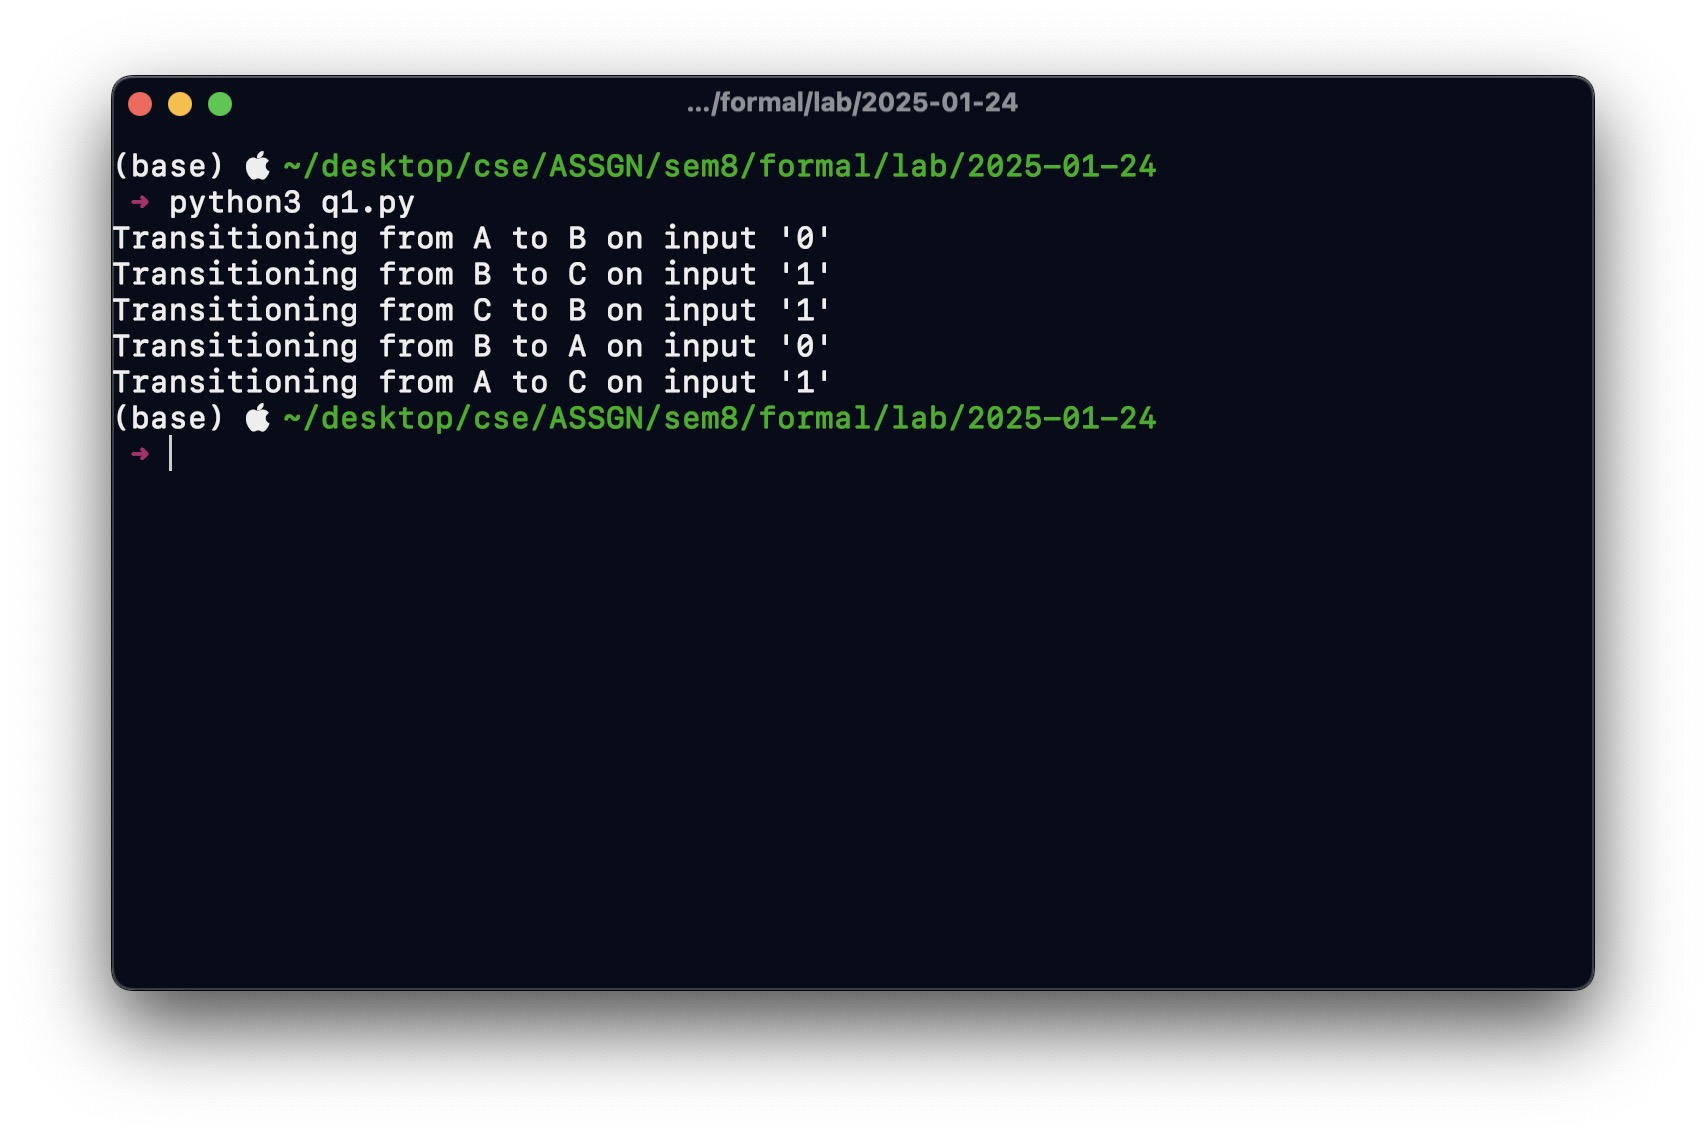 .../formal/lab/2025-01-24
(base) ~/desktop/cse/ASSGN/sem8/formal/lab/2025-01-24
➜ python3 q1.py
Transitioning from A to B on input '0'
Transitioning from B to C on input '1'
Transitioning from C to B on input '1'
Transitioning from B to A on input '0'
Transitioning from A to C on input '1'
(base) ~/desktop/cse/ASSGN/sem8/formal/lab/2025-01-24
➜